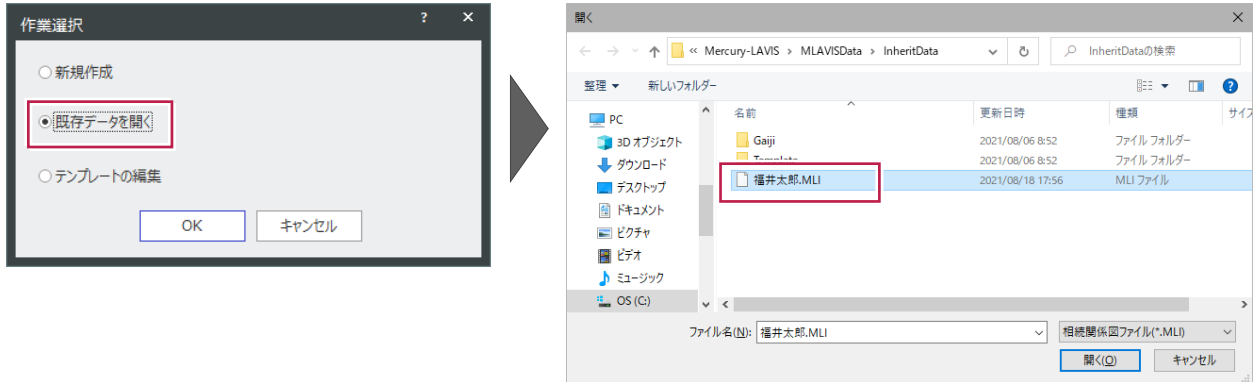 作業選択
? ×
新規作成
既存データを開く
テンプレートの編集
OK キャンセル
開く
« Mercury-LAVIS > MLAVISData > InheritData
InheritDataの検索
整理 新しいフォルダー
名前 更新日時 種類 サイズ
PC
3D オブジェクト
ダウンロード
デスクトップ
ドキュメント
ピクチャ
ビデオ
ミュージック
OS (C:)
Gaiji 2021/08/06 8:52 ファイル フォルダー
Template 2021/08/06 8:52 ファイル フォルダー
福井太郎.MLI 2021/08/18 17:56 MLI ファイル
ファイル名(N): 福井太郎.MLI 相続関係図ファイル(*.MLI)
開く(O) キャンセル